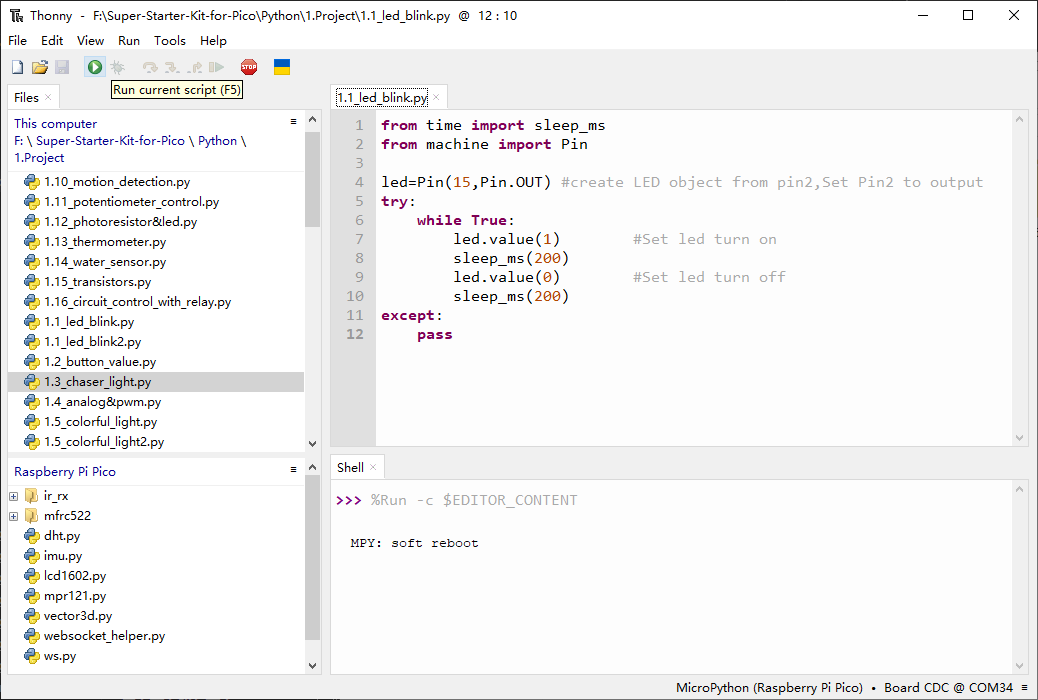 Thonny - F:\Super-Starter-Kit-for-Pico\Python\1.Project\1.1_led_blink.py @ 12 : 10
File Edit View Run Tools Help
STOP
Run current script (F5)
Files
This computer
F: \ Super-Starter-Kit-for-Pico \ Python \
1.Project
1.10_motion_detection.py
1.11_potentiometer_control.py
1.12_photoresistor&led.py
1.13_thermometer.py
1.14_water_sensor.py
1.15_transistors.py
1.16_circuit_control_with_relay.py
1.1_led_blink.py
1.1_led_blink2.py
1.2_button_value.py
1.3_chaser_light.py
1.4_analog&pwm.py
1.5_colorful_light.py
1.5_colorful_light2.py
Raspberry Pi Pico
ir_rx
mfrc522
dht.py
imu.py
lcd1602.py
mpr121.py
vector3d.py
websocket_helper.py
ws.py
1.1_led_blink.py
1 from time import sleep_ms
2 from machine import Pin
3
4 led=Pin(15,Pin.OUT) #create LED object from pin2,Set Pin2 to output
5 try:
6     while True:
7         led.value(1)        #Set led turn on
8         sleep_ms(200)
9         led.value(0)        #Set led turn off
10         sleep_ms(200)
11 except:
12     pass
Shell
>>> %Run -c $EDITOR_CONTENT
MPY: soft reboot
MicroPython (Raspberry Pi Pico) • Board CDC @ COM34